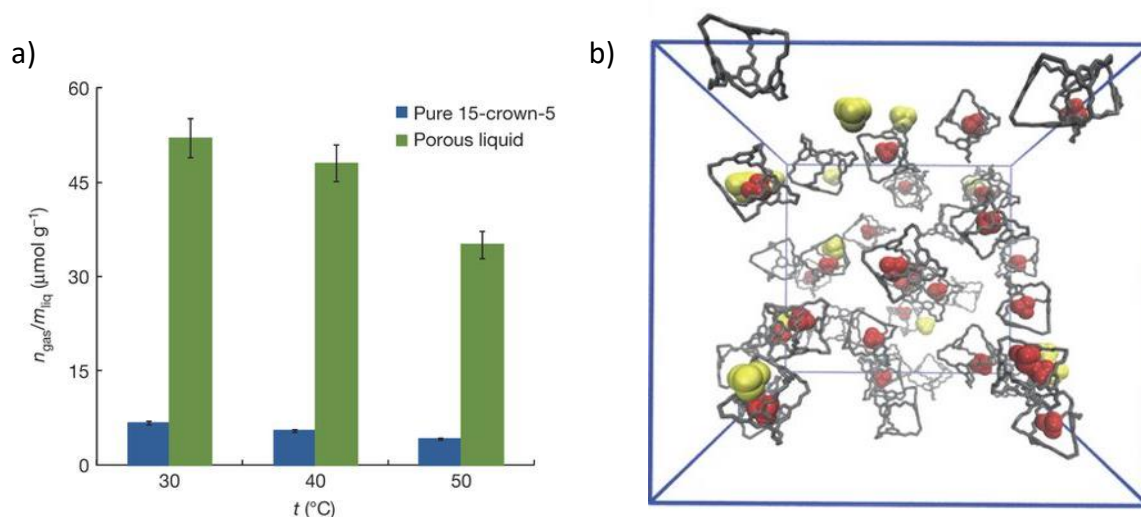 a)
b)
60
45
30
15
0
n_gas/m_liq (μmol g⁻¹)
Pure 15-crown-5
Porous liquid
30 40 50
t (°C)